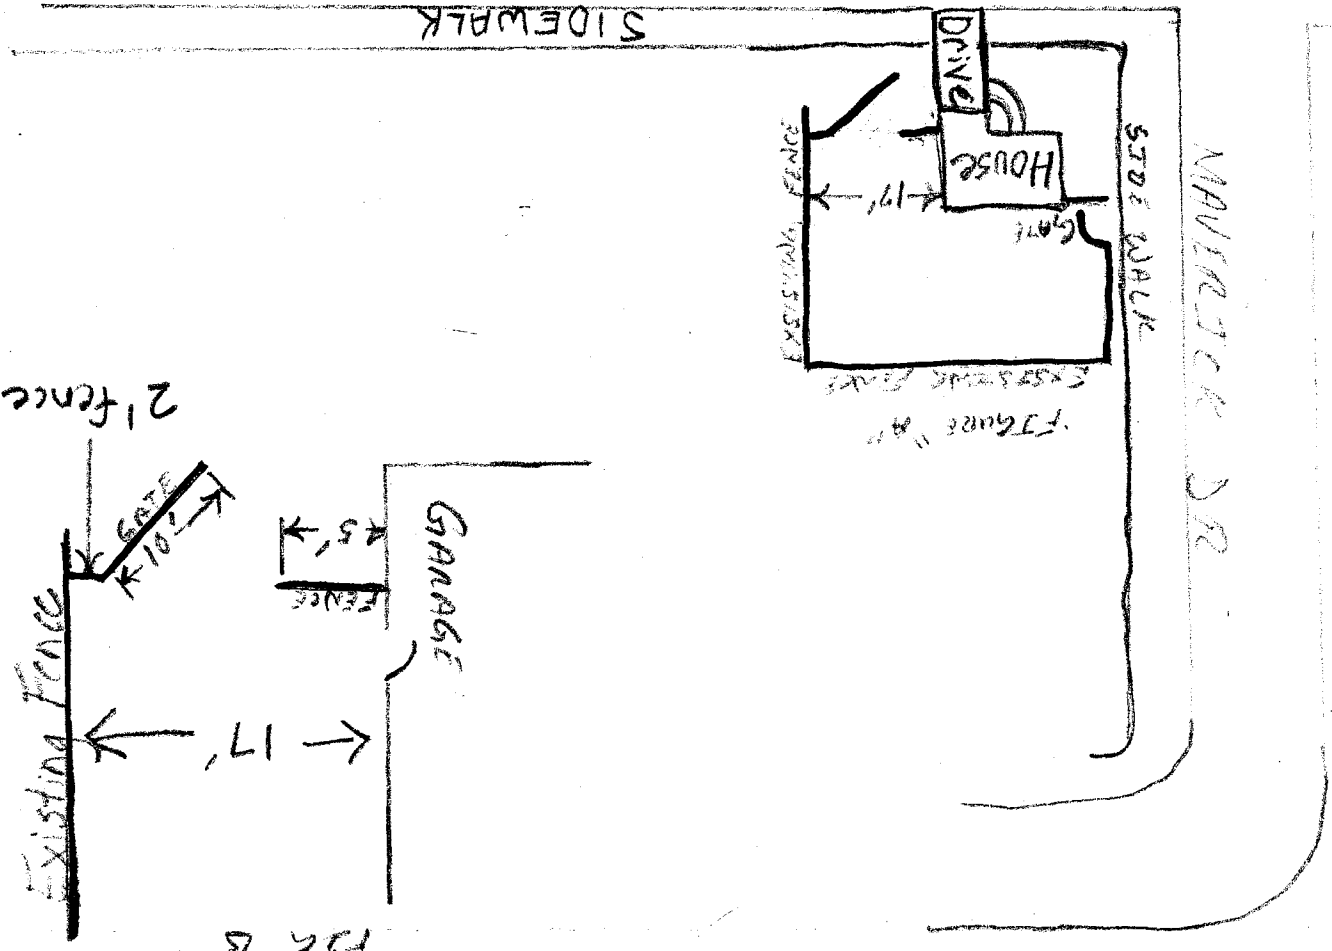 SIDEWALK
Drive
House
EXISTING FENCE
17'
GATE
SIDE WALK
MAVERICK DR
EXISTING FENCE
FIGURE "A"
2' fence
GATE
10'
5'
FENCE
GARAGE
Existing Fence
17'
FIG B